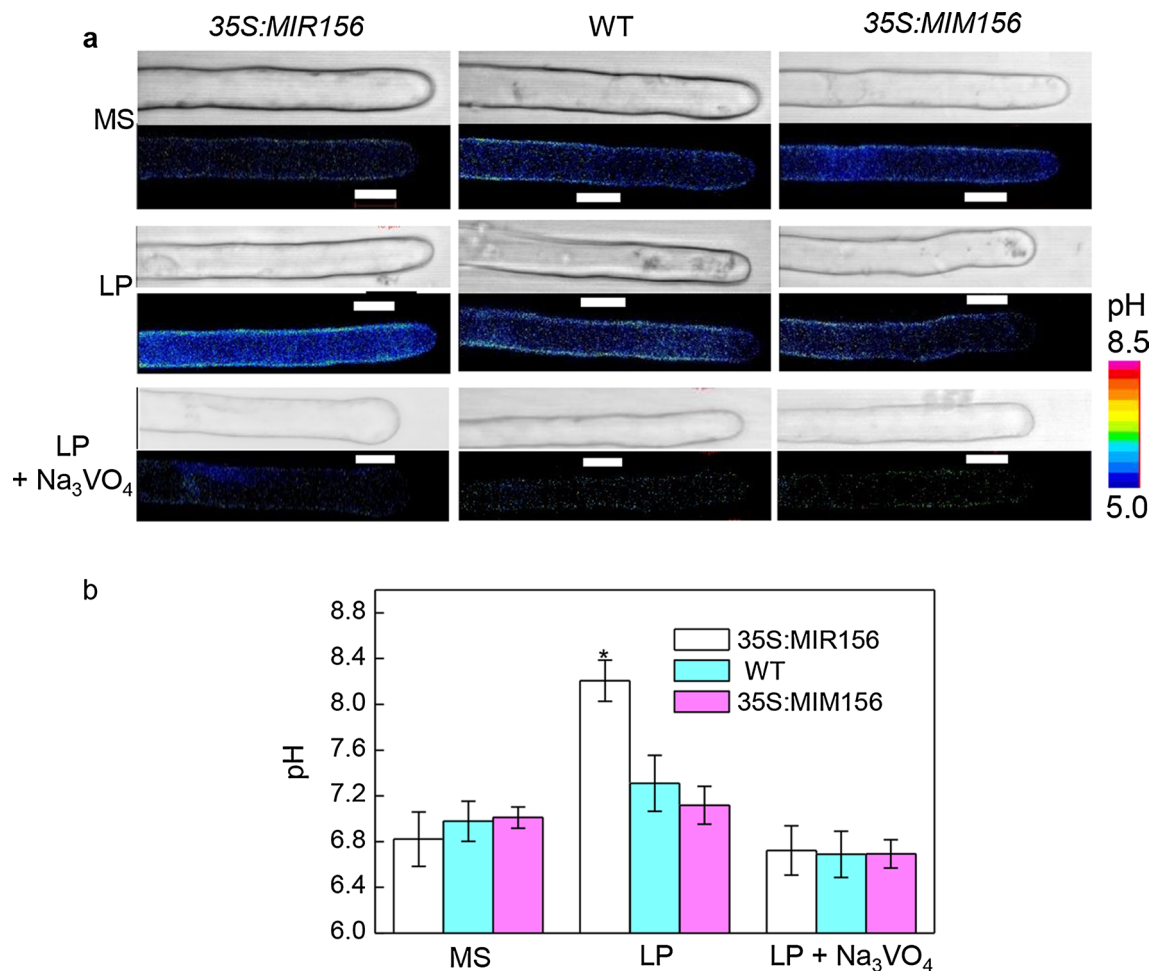 a
35S:MIR156
WT
35S:MIM156
MS
LP
LP
+ Na₃VO₄
pH
8.5
5.0
b
pH
8.8
8.4
8.0
7.6
7.2
6.8
6.4
6.0
*
35S:MIR156
WT
35S:MIM156
MS
LP
LP + Na₃VO₄